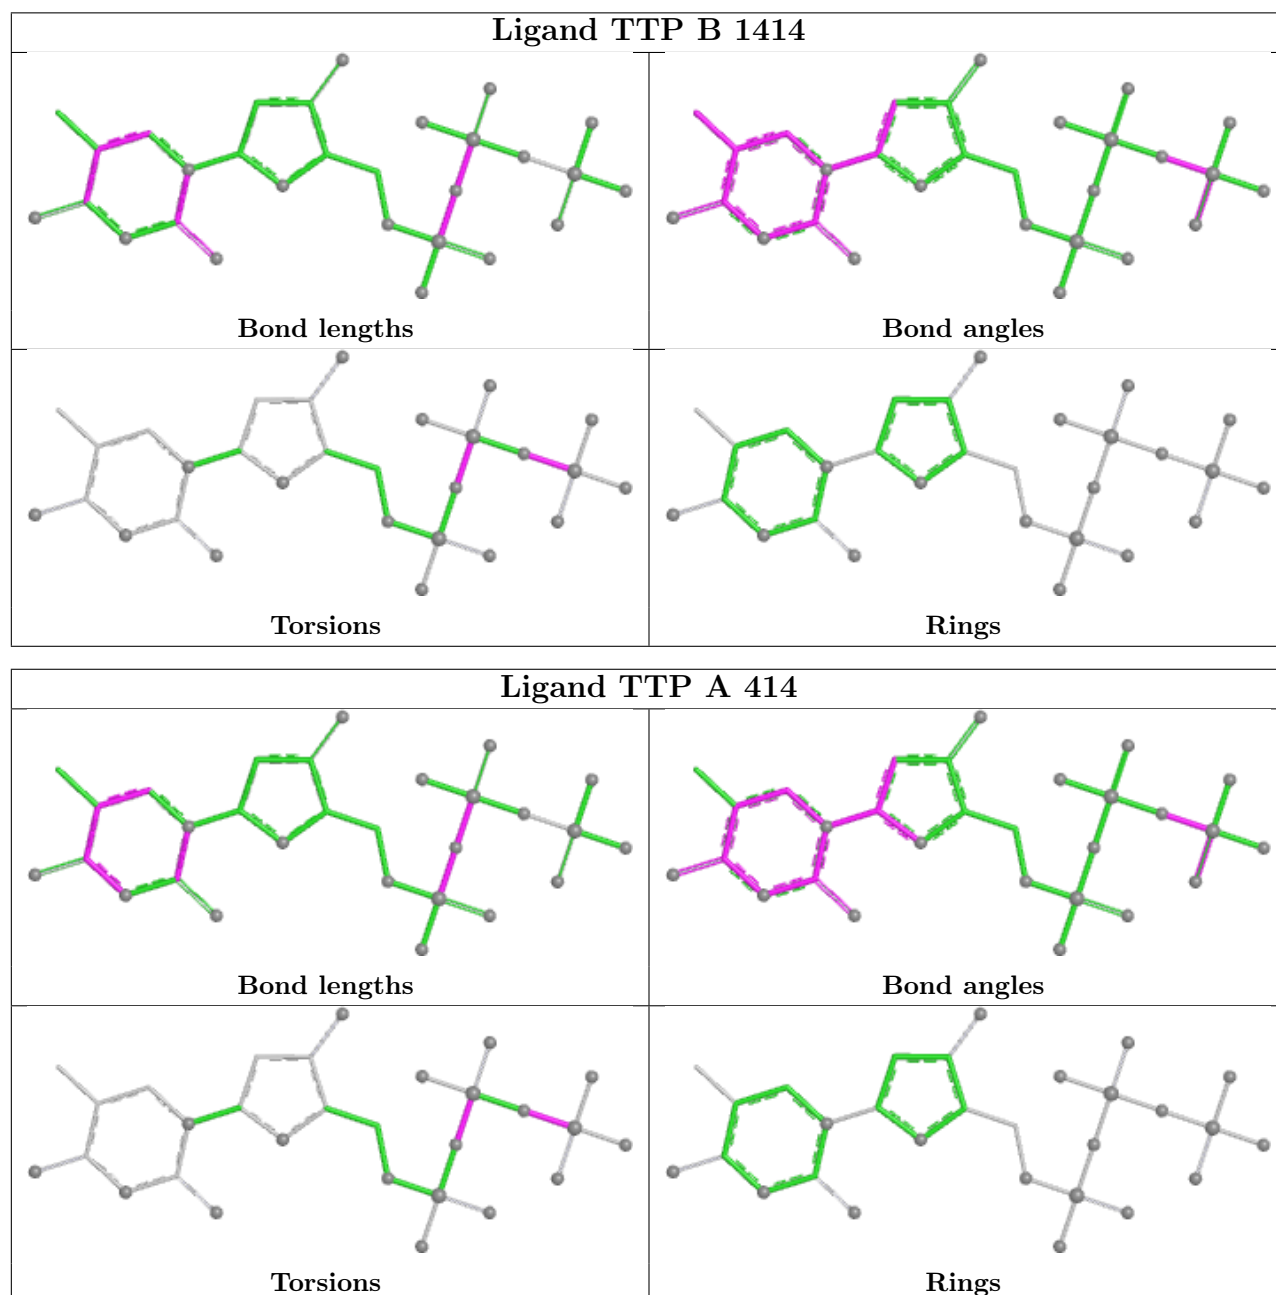 Ligand TTP B 1414
Bond lengths
Bond angles
Torsions
Rings
Ligand TTP A 414
Bond lengths
Bond angles
Torsions
Rings